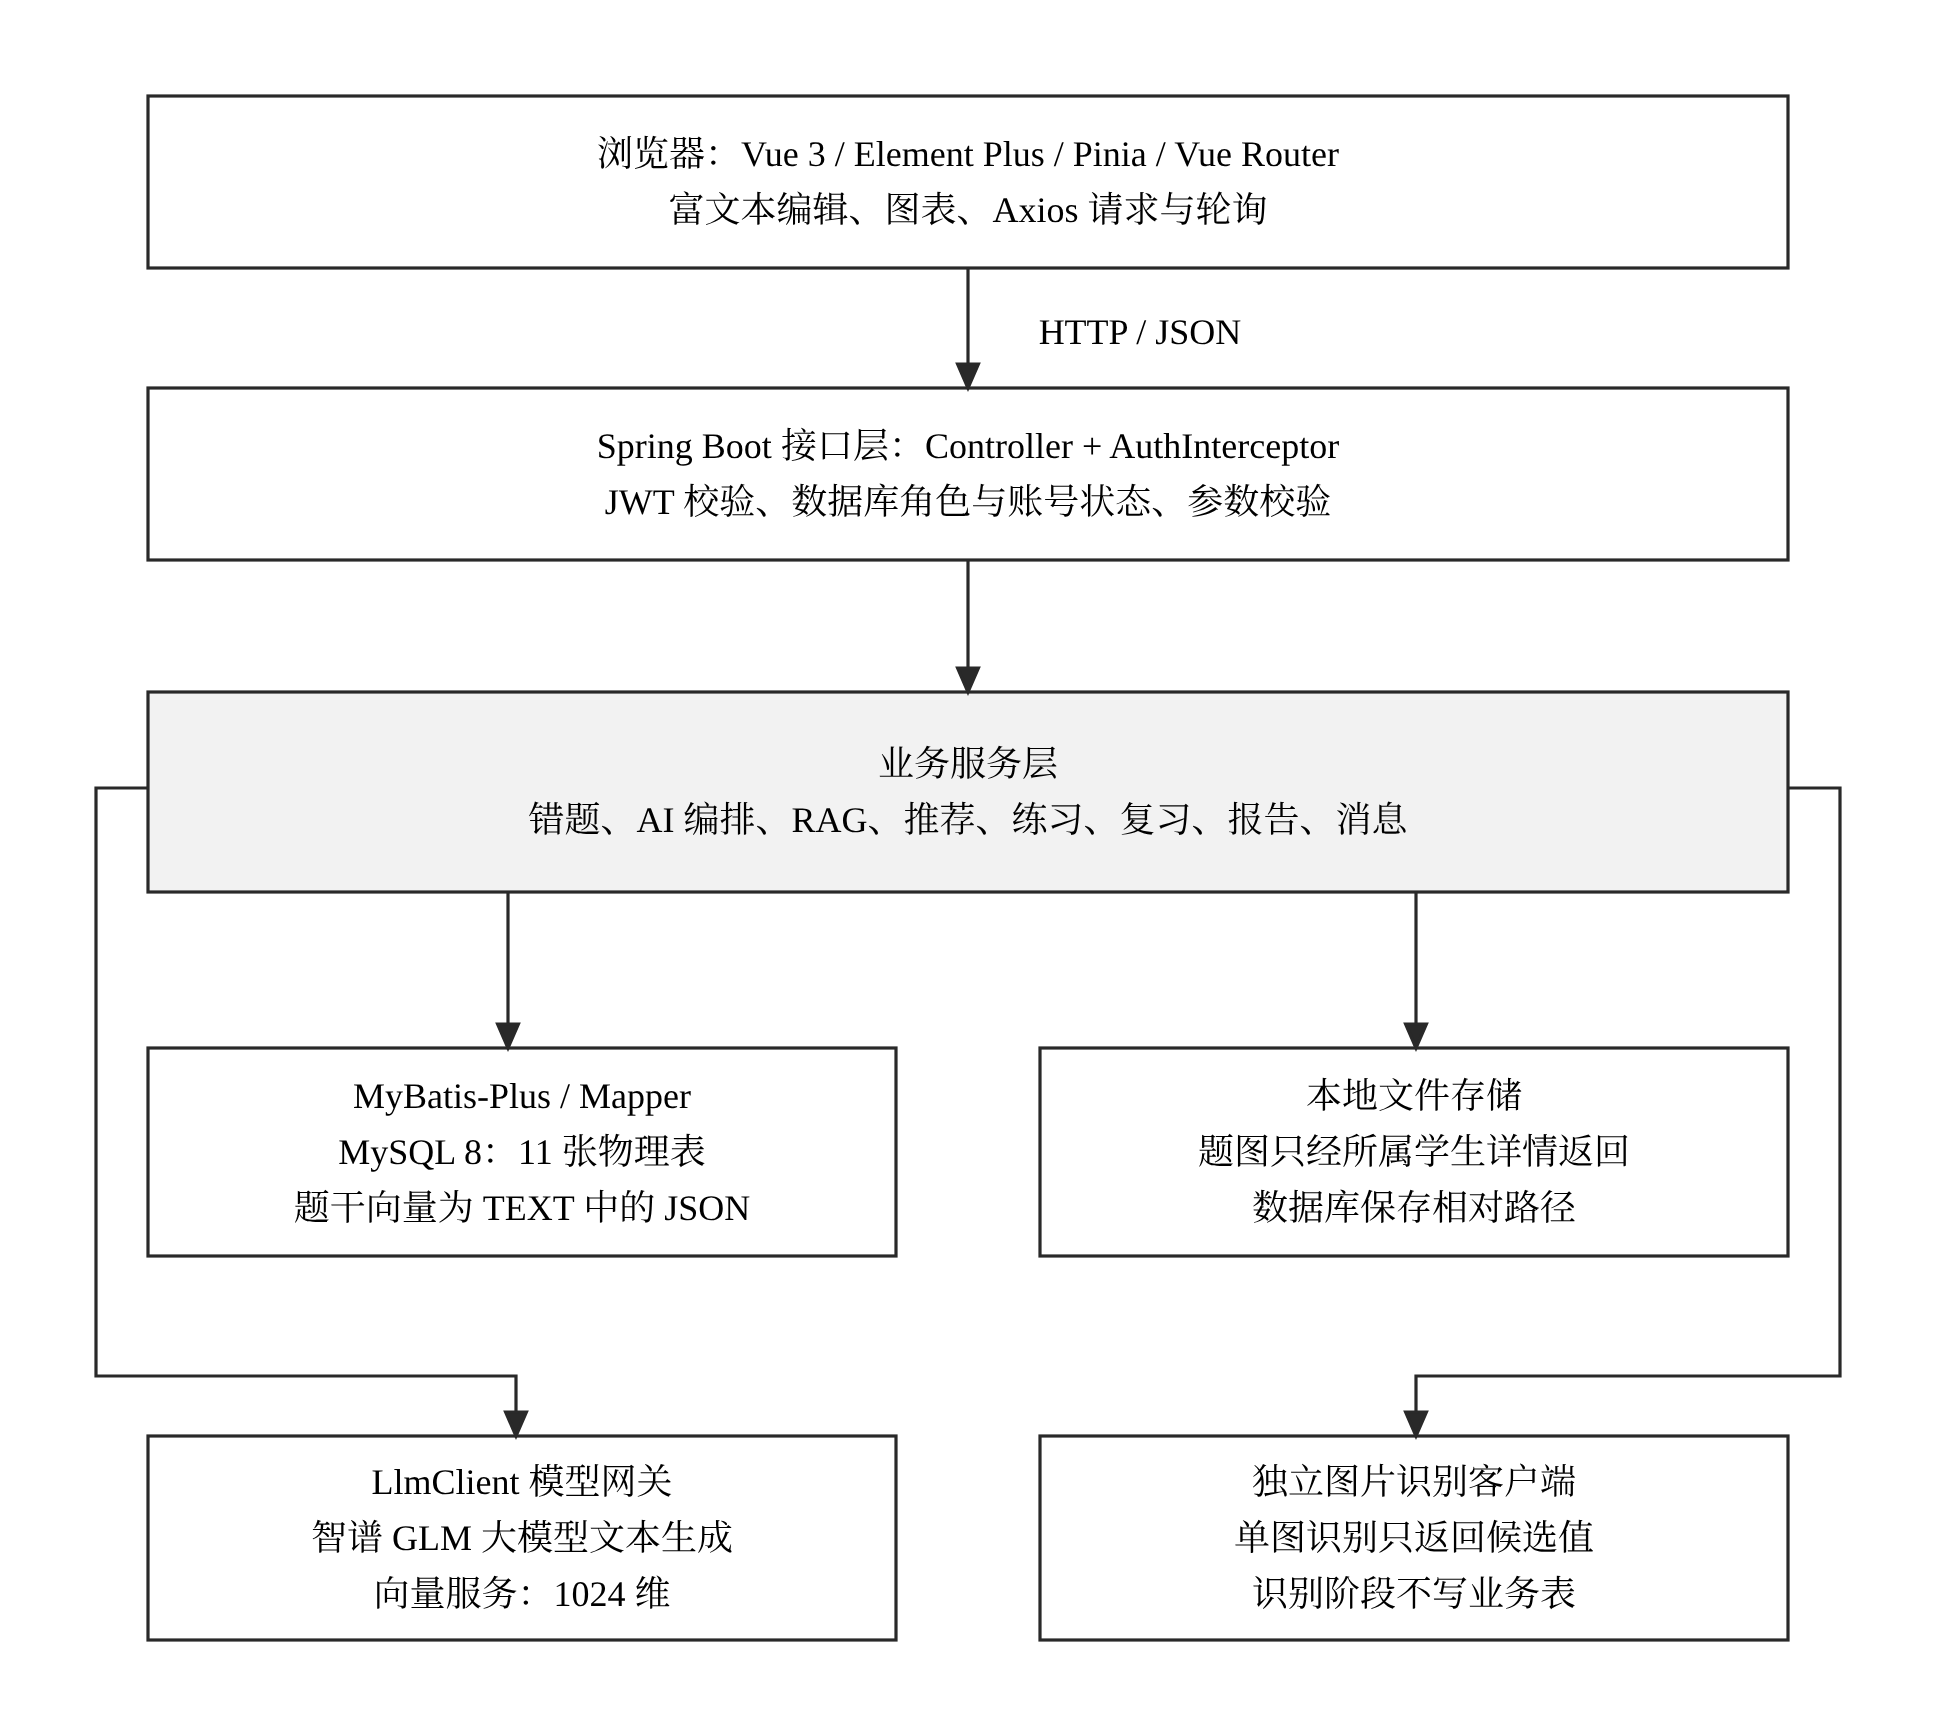 浏览器：Vue 3 / Element Plus / Pinia / Vue Router
富文本编辑、图表、Axios 请求与轮询
HTTP / JSON
Spring Boot 接口层：Controller + AuthInterceptor
JWT 校验、数据库角色与账号状态、参数校验
业务服务层
错题、AI 编排、RAG、推荐、练习、复习、报告、消息
MyBatis-Plus / Mapper
MySQL 8：11 张物理表
题干向量为 TEXT 中的 JSON
本地文件存储
题图只经所属学生详情返回
数据库保存相对路径
LlmClient 模型网关
智谱 GLM 大模型文本生成
向量服务：1024 维
独立图片识别客户端
单图识别只返回候选值
识别阶段不写业务表